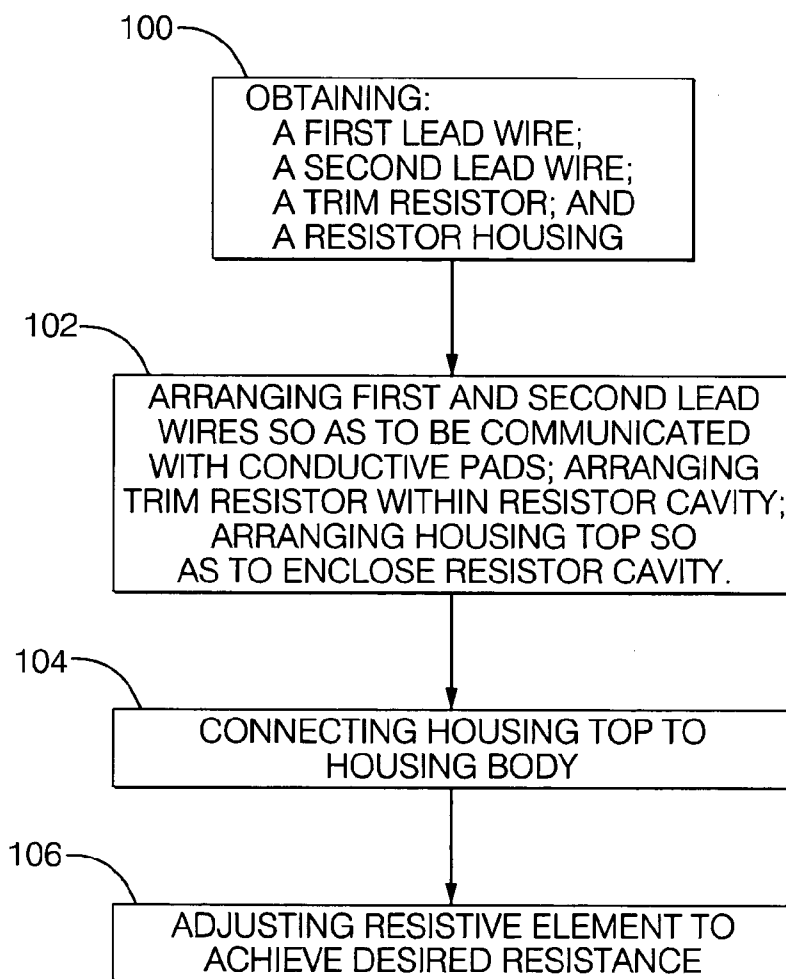 100
OBTAINING:
A FIRST LEAD WIRE;
A SECOND LEAD WIRE;
A TRIM RESISTOR; AND
A RESISTOR HOUSING
102
ARRANGING FIRST AND SECOND LEAD
WIRES SO AS TO BE COMMUNICATED
WITH CONDUCTIVE PADS; ARRANGING
TRIM RESISTOR WITHIN RESISTOR CAVITY;
ARRANGING HOUSING TOP SO
AS TO ENCLOSE RESISTOR CAVITY.
104
CONNECTING HOUSING TOP TO
HOUSING BODY
106
ADJUSTING RESISTIVE ELEMENT TO
ACHIEVE DESIRED RESISTANCE